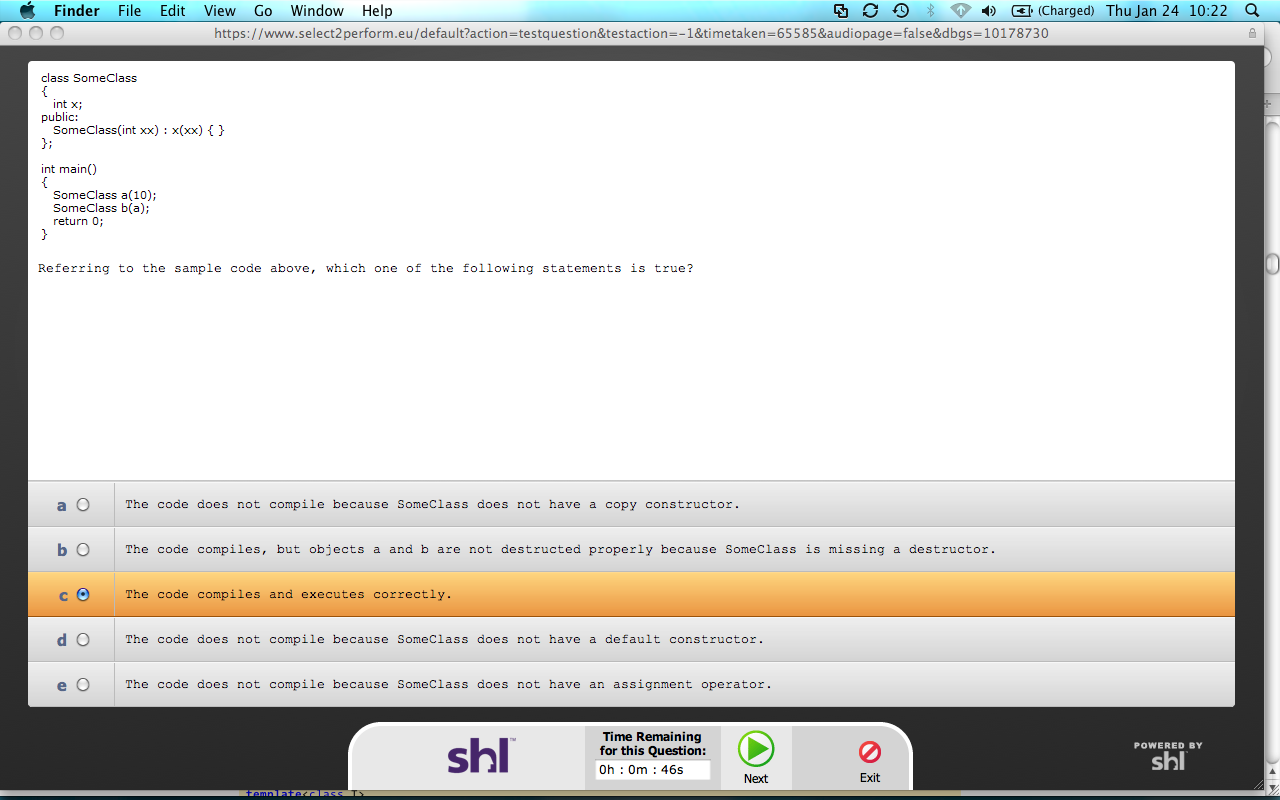 Finder File Edit View Go Window Help (Charged) Thu Jan 24 10:22
https://www.select2perform.eu/default?action=testquestion&testaction=-1&timetaken=65585&audiopage=false&dbgs=10178730
class SomeClass
{
int x;
public:
SomeClass(int xx) : x(xx) { }
};
int main()
{
SomeClass a(10);
SomeClass b(a);
return 0;
}
Referring to the sample code above, which one of the following statements is true?
a The code does not compile because SomeClass does not have a copy constructor.
b The code compiles, but objects a and b are not destructed properly because SomeClass is missing a destructor.
c The code compiles and executes correctly.
d The code does not compile because SomeClass does not have a default constructor.
e The code does not compile because SomeClass does not have an assignment operator.
shl™
Time Remaining
for this Question:
0h : 0m : 46s
Next
Exit
POWERED BY
shl
template<class T>